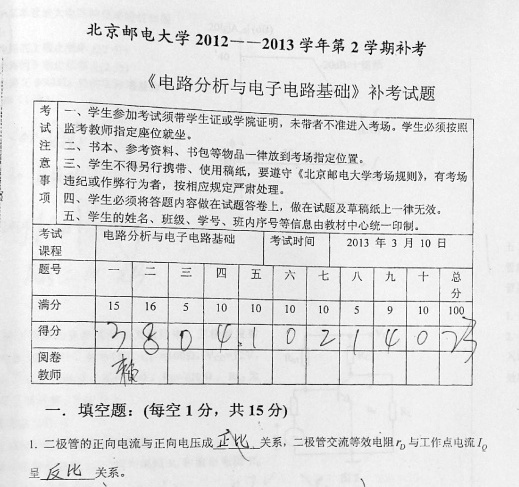 北京邮电大学 2012——2013 学年第 2 学期补考
《电路分析与电子电路基础》补考试题
考试注意事项
一、学生参加考试须带学生证或学院证明，未带者不准进入考场。学生必须按照
监考教师指定座位就坐。
二、书本、参考资料、书包等物品一律放到考场指定位置。
三、学生不得另行携带、使用稿纸，要遵守《北京邮电大学考场规则》，有考场
违纪或作弊行为者，按相应规定严肃处理。
四、学生必须将答题内容做在试题答卷上，做在试题及草稿纸上一律无效。
五、学生的姓名、班级、学号、班内序号等信息由教材中心统一印制。
考试课程 电路分析与电子电路基础 考试时间 2013 年 3 月 10 日
题号 一 二 三 四 五 六 七 八 九 十 总分
满分 15 16 5 10 10 10 10 5 9 10 100
得分 3 8 0 4 1 0 2 1 4 0 23
阅卷教师
一．填空题：(每空 1 分，共 15 分)
1. 二极管的正向电流与正向电压成 正比 关系，二极管交流等效电阻 r_D 与工作点电流 I_Q
呈 反比 关系。